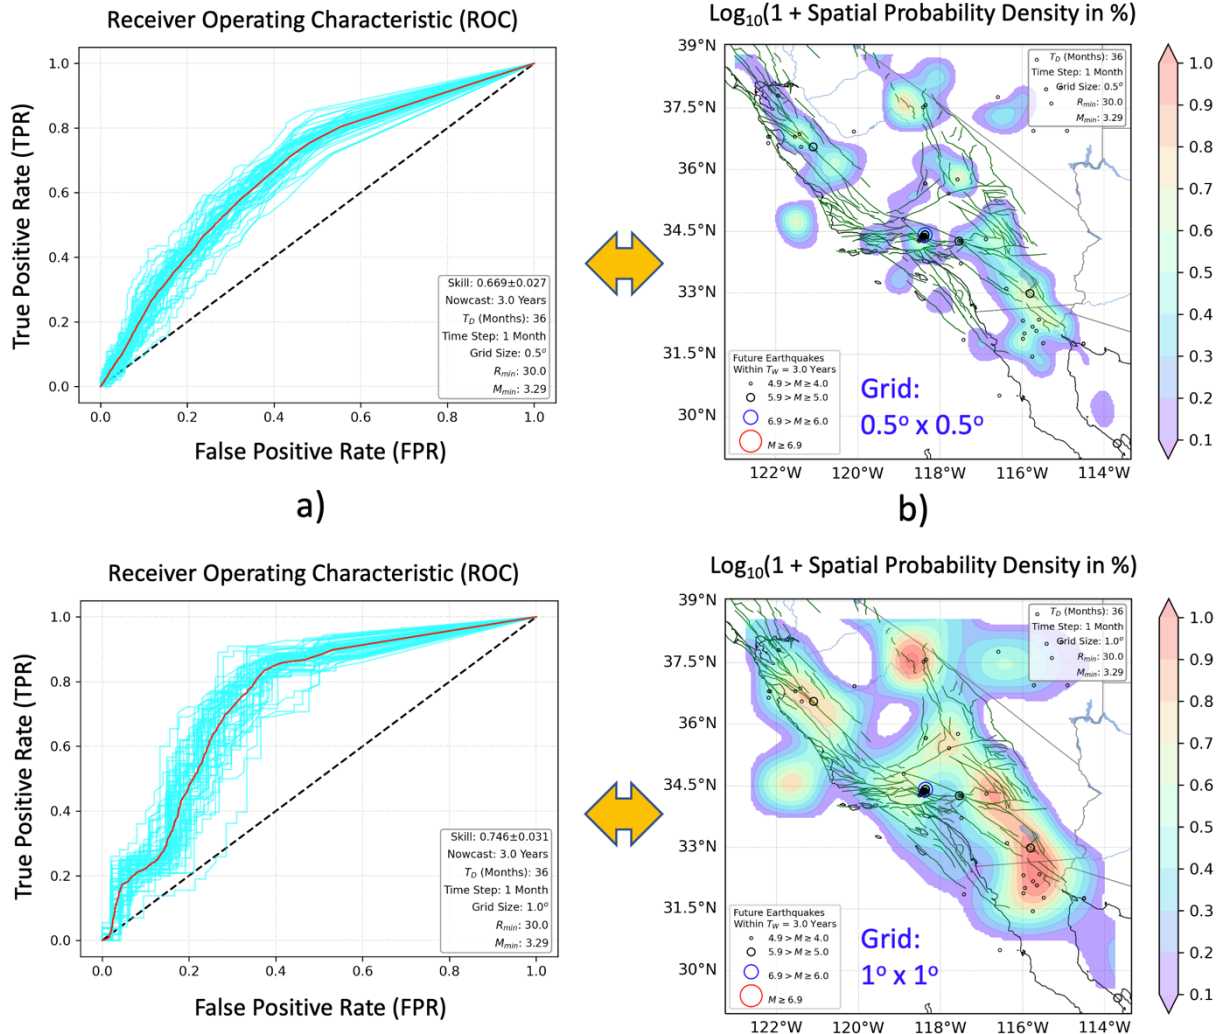 Receiver Operating Characteristic (ROC)
True Positive Rate (TPR)
1.0
0.8
0.6
0.4
0.2
0.0
Skill: 0.669±0.027
Nowcast: 3.0 Years
T_D (Months): 36
Time Step: 1 Month
Grid Size: 0.5°
R_min: 30.0
M_min: 3.29
0.0 0.2 0.4 0.6 0.8 1.0
False Positive Rate (FPR)
a)
Log₁₀(1 + Spatial Probability Density in %)
39°N
37.5°N
36°N
34.5°N
33°N
31.5°N
30°N
T_D (Months): 36
Time Step: 1 Month
Grid Size: 0.5°
R_min: 30.0
M_min: 3.29
Future Earthquakes
Within T_W = 3.0 Years
4.9 > M ≥ 4.0
5.9 > M ≥ 5.0
6.9 > M ≥ 6.0
M ≥ 6.9
Grid:
0.5° x 0.5°
122°W 120°W 118°W 116°W 114°W
1.0
0.9
0.8
0.7
0.6
0.5
0.4
0.3
0.2
0.1
b)
Receiver Operating Characteristic (ROC)
True Positive Rate (TPR)
1.0
0.8
0.6
0.4
0.2
0.0
Skill: 0.746±0.031
Nowcast: 3.0 Years
T_D (Months): 36
Time Step: 1 Month
Grid Size: 1.0°
R_min: 30.0
M_min: 3.29
0.0 0.2 0.4 0.6 0.8 1.0
False Positive Rate (FPR)
Log₁₀(1 + Spatial Probability Density in %)
39°N
37.5°N
36°N
34.5°N
33°N
31.5°N
30°N
T_D (Months): 36
Time Step: 1 Month
Grid Size: 1.0°
R_min: 30.0
M_min: 3.29
Future Earthquakes
Within T_W = 3.0 Years
4.9 > M ≥ 4.0
5.9 > M ≥ 5.0
6.9 > M ≥ 6.0
M ≥ 6.9
Grid:
1° x 1°
122°W 120°W 118°W 116°W 114°W
1.0
0.9
0.8
0.7
0.6
0.5
0.4
0.3
0.2
0.1